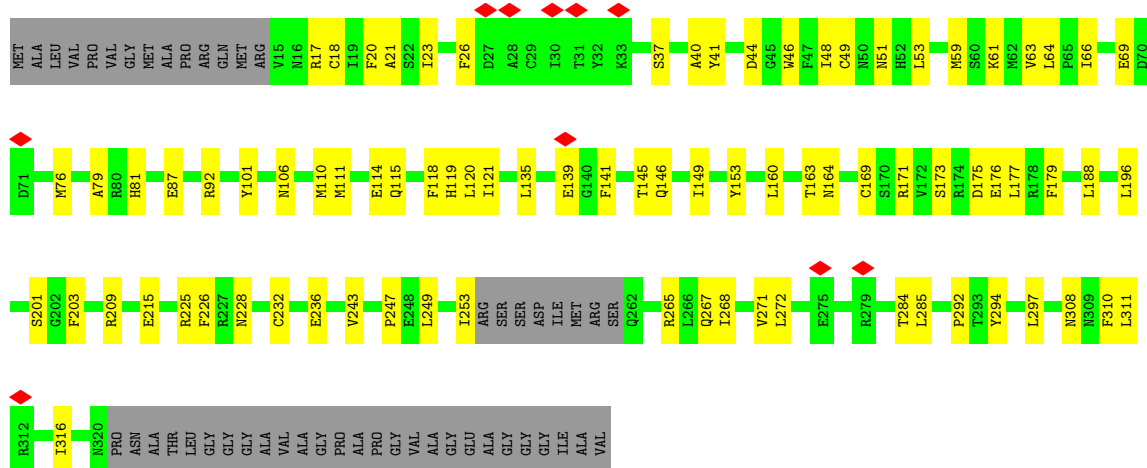 MET ALA LEU VAL PRO VAL GLY MET ALA PRO ARG GLN MET ARG V15 N16 R17 C18 I19 F20 A21 S22 I23 F26 D27 A28 C29 I30 T31 Y32 K33 S37 A40 Y41 D44 G45 W46 F47 I48 C49 N50 N51 H52 L53 M59 S60 K61 M62 V63 L64 P65 I66 E69 D70
D71 M76 A79 R80 H81 E87 R92 Y101 N106 M110 M111 E114 Q115 F118 H119 L120 I121 L135 E139 G140 F141 T145 Q146 I149 Y153 L160 T163 N164 C169 S170 R171 V172 S173 R174 D175 E176 L177 R178 F179 L188 L196
S201 G202 F203 R209 E215 R225 F226 R227 N228 C232 E236 V243 P247 E248 L249 I253 ARG SER SER ASP ILE MET ARG SER Q262 R265 L266 Q267 I268 V271 L272 E275 R279 T284 L285 P292 T293 Y294 L297 N308 N309 F310 L311
R312 I316 N320 PRO ASN ALA THR LEU GLY GLY GLY ALA VAL ALA GLY PRO ALA PRO GLY VAL ALA GLY GLU ALA GLY GLY GLY ILE ALA VAL